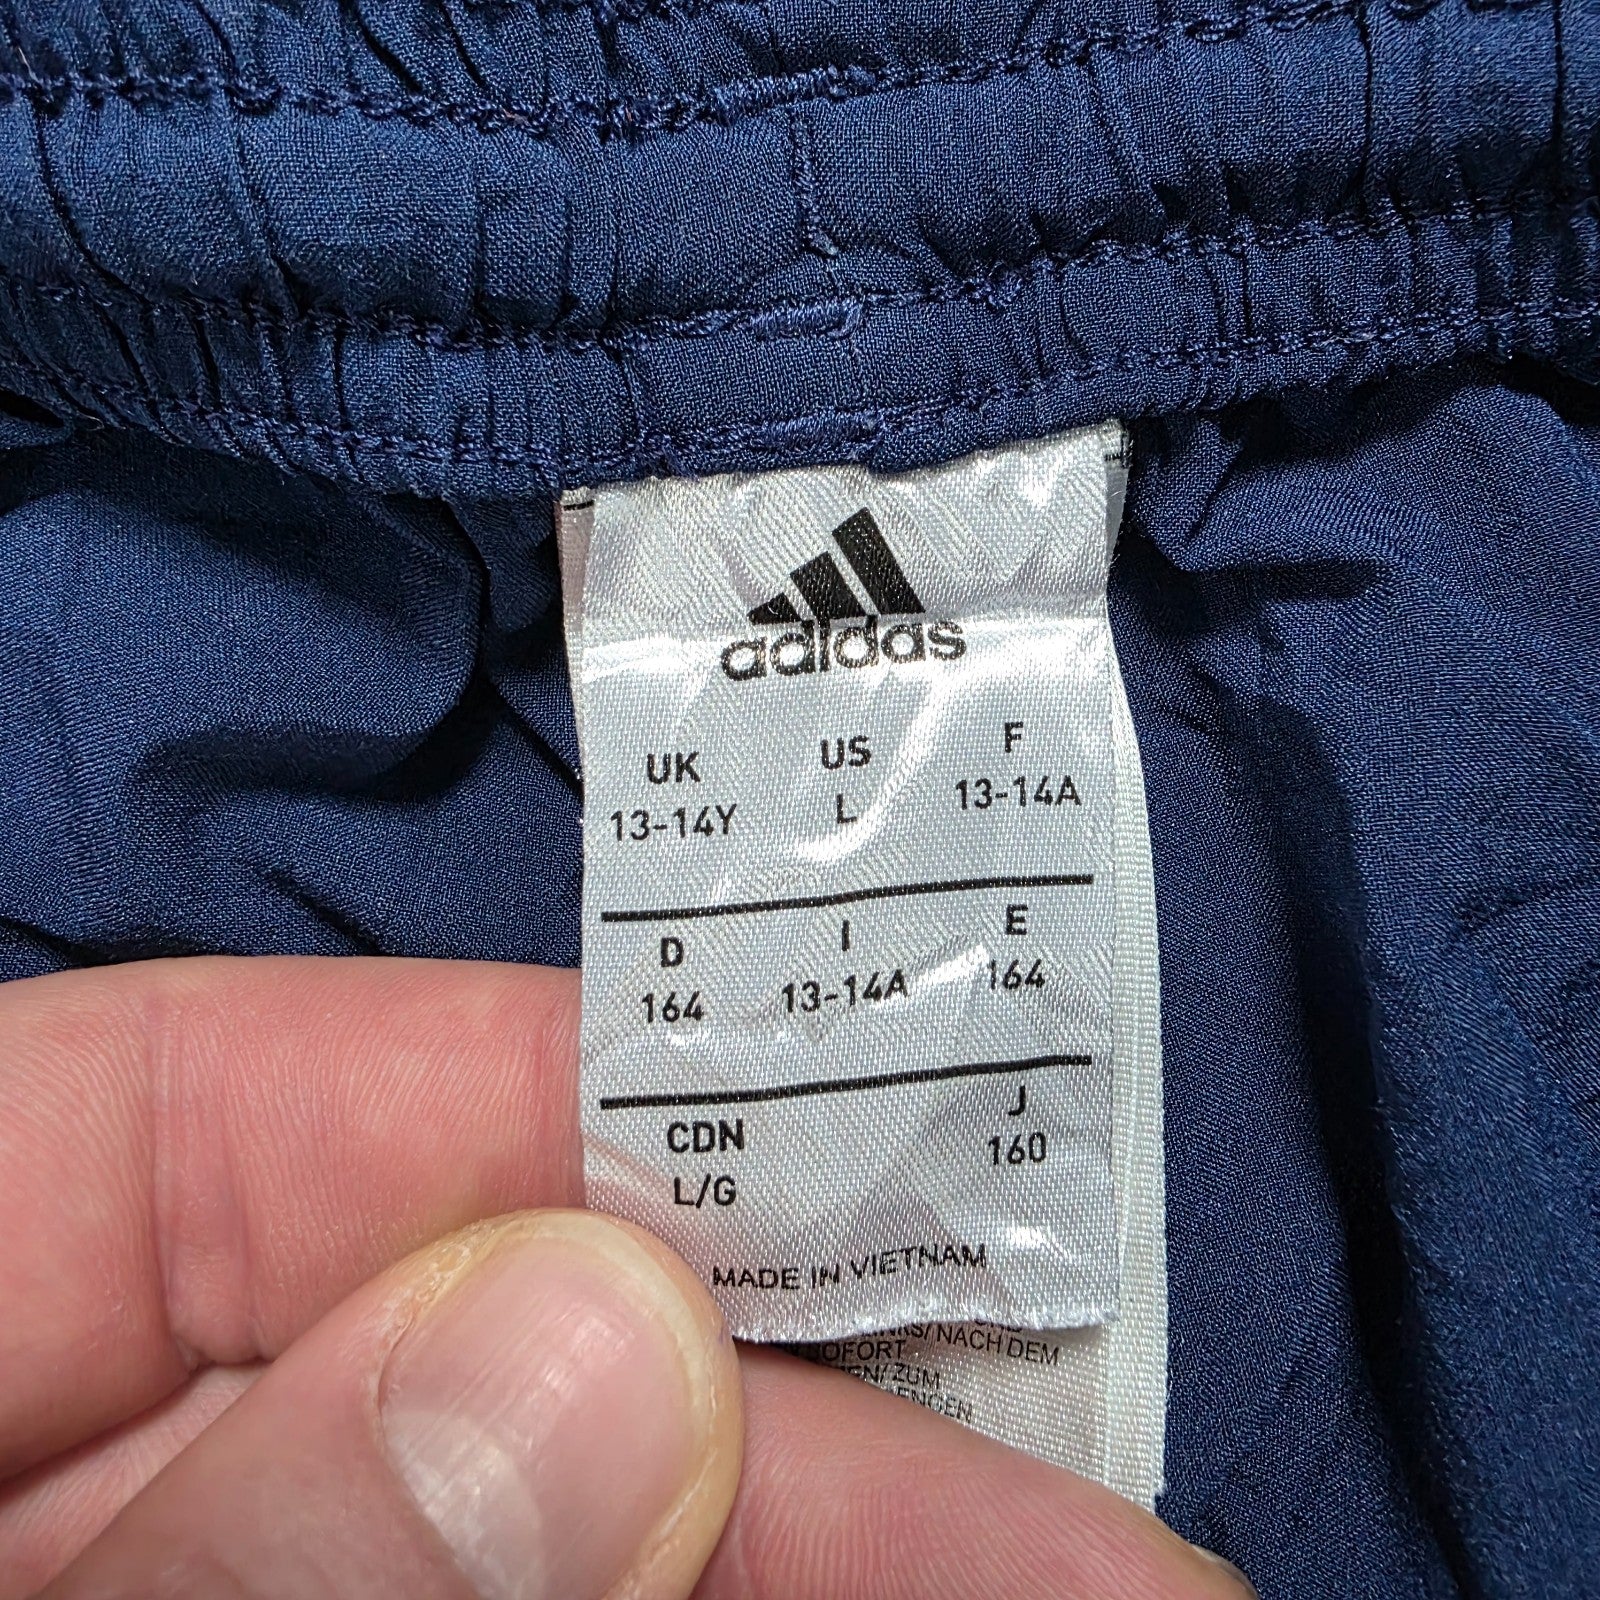 adidas
UK US F
13-14Y L 13-14A
D I E
164 13-14A 164
CDN J
L/G 160
MADE IN VIETNAM
NACH DEM
SOFORT
ZUM